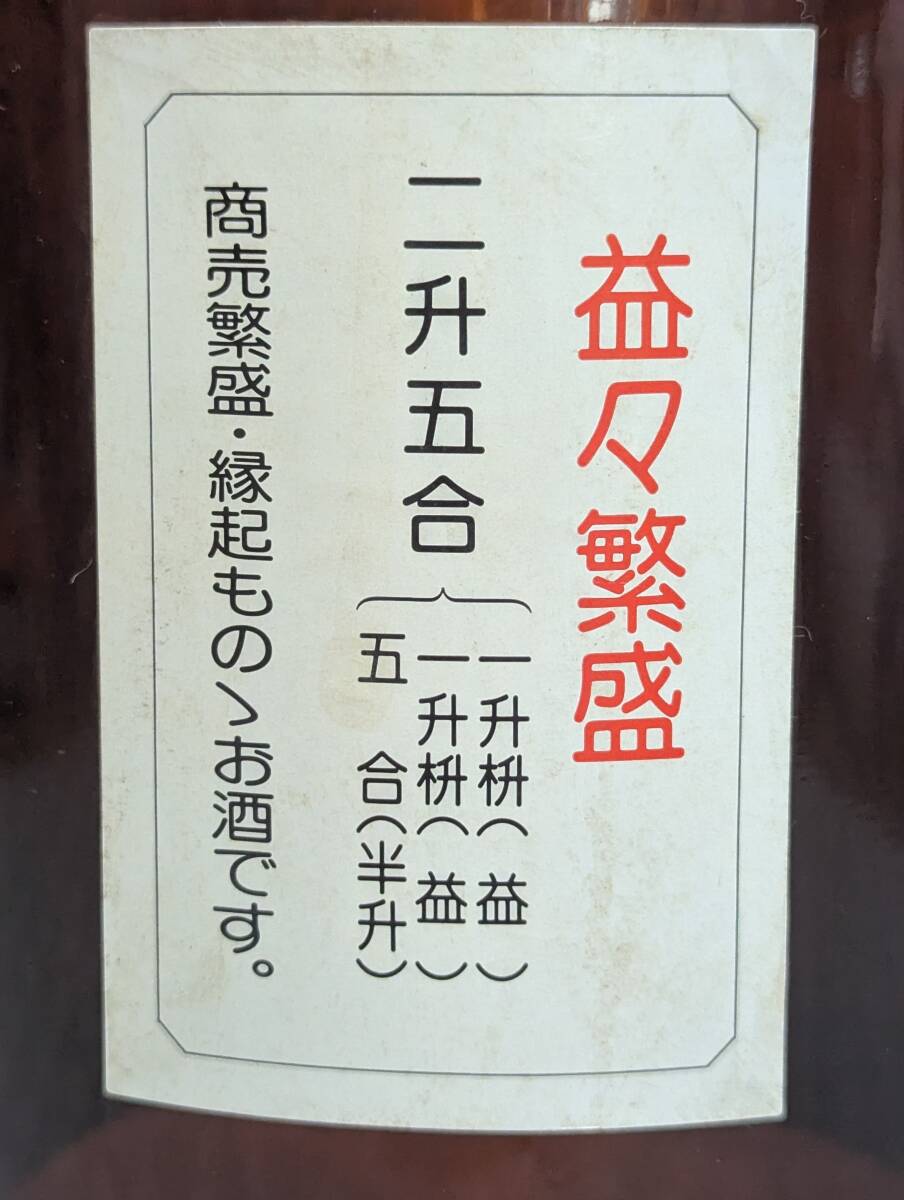 益々繁盛
二升五合
一升枡(益)
一升枡(益)
五合(半升)
商売繁盛・縁起ものゝお酒です。